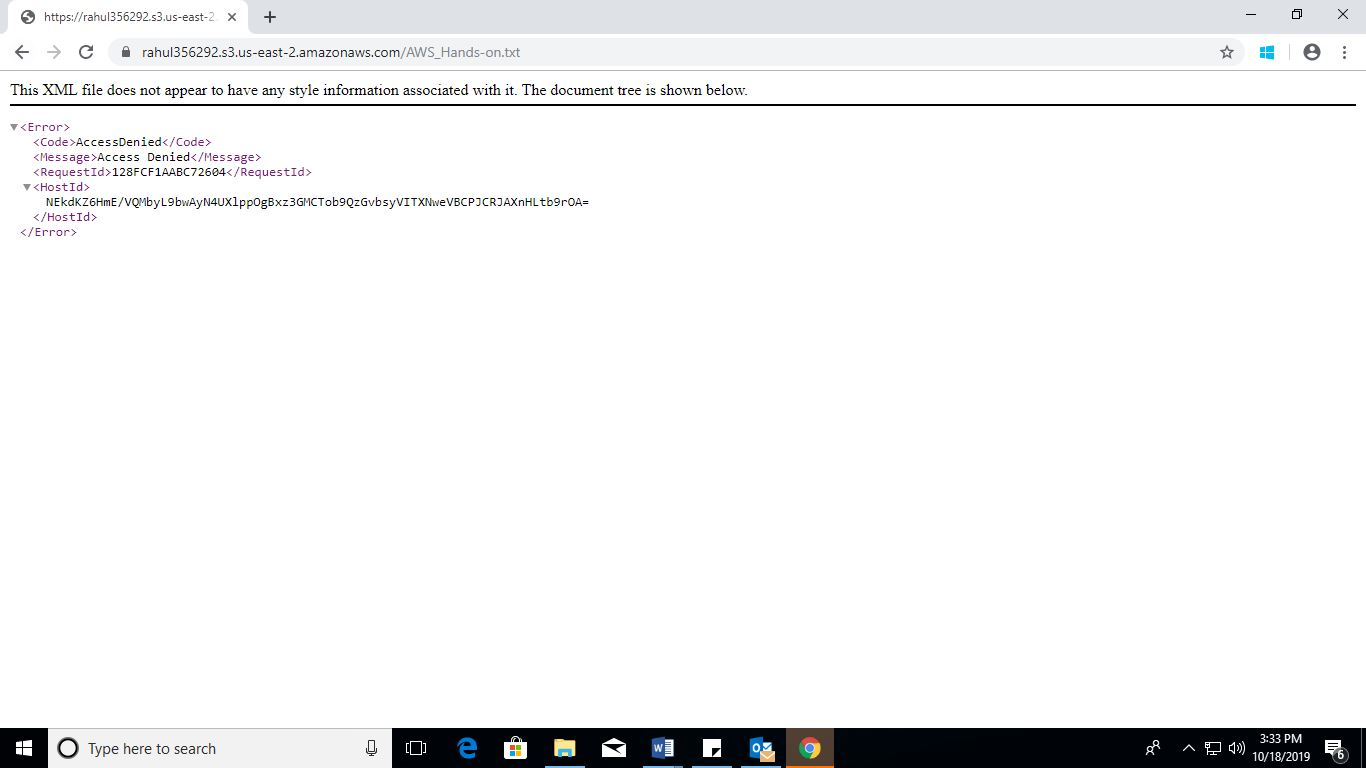 https://rahul356292.s3.us-east-2.
rahul356292.s3.us-east-2.amazonaws.com/AWS_Hands-on.txt
This XML file does not appear to have any style information associated with it. The document tree is shown below.
<Error>
<Code>AccessDenied</Code>
<Message>Access Denied</Message>
<RequestId>128FCF1AABC72604</RequestId>
<HostId>
NEkdKZ6HmE/VQMbyL9bwAyN4UXlppOgBxz3GMCTob9QzGvbsyVITXNweVBCPJCRJAXnHLtb9rOA=
</HostId>
</Error>
Type here to search
3:33 PM
10/18/2019
6